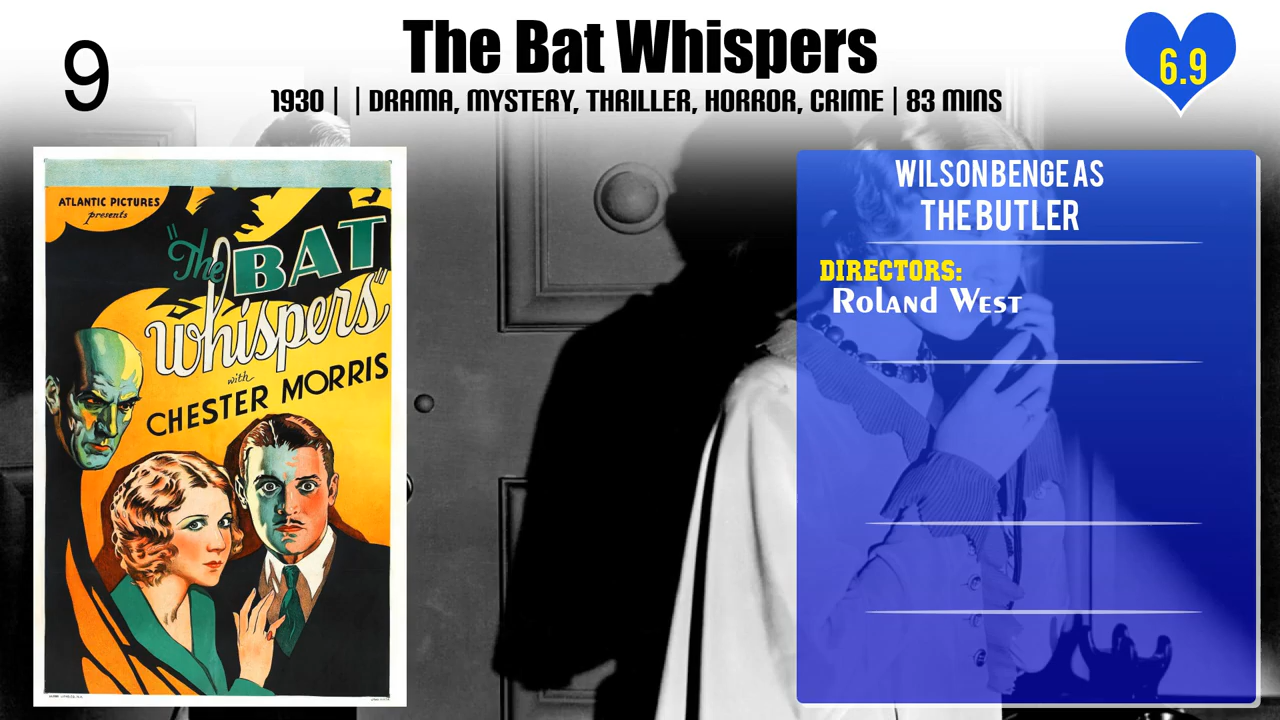 9
The Bat Whispers
1930 | | DRAMA, MYSTERY, THRILLER, HORROR, CRIME | 83 MINS
6.9
ATLANTIC PICTURES
presents
"The BAT
whispers"
with
CHESTER MORRIS
WILSON BENGE AS
THE BUTLER
DIRECTORS:
Roland West